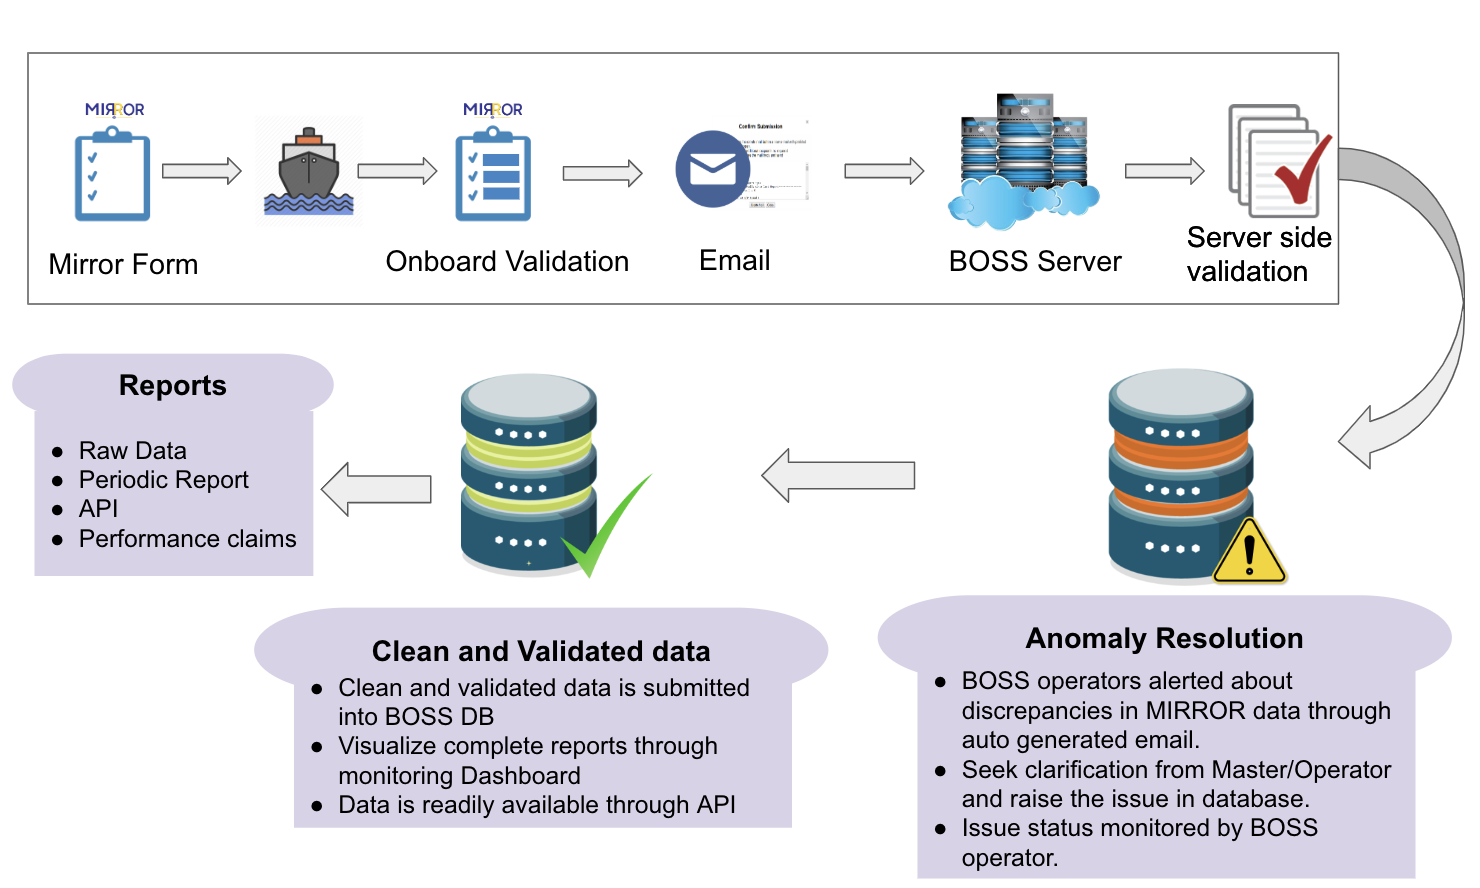 MIRROR
MIRROR
Confirm Submission
Mirror Form
Onboard Validation
Email
BOSS Server
Server side
validation
Reports
● Raw Data
● Periodic Report
● API
● Performance claims
Clean and Validated data
● Clean and validated data is submitted
into BOSS DB
● Visualize complete reports through
monitoring Dashboard
● Data is readily available through API
Anomaly Resolution
● BOSS operators alerted about
discrepancies in MIRROR data through
auto generated email.
● Seek clarification from Master/Operator
and raise the issue in database.
● Issue status monitored by BOSS
operator.